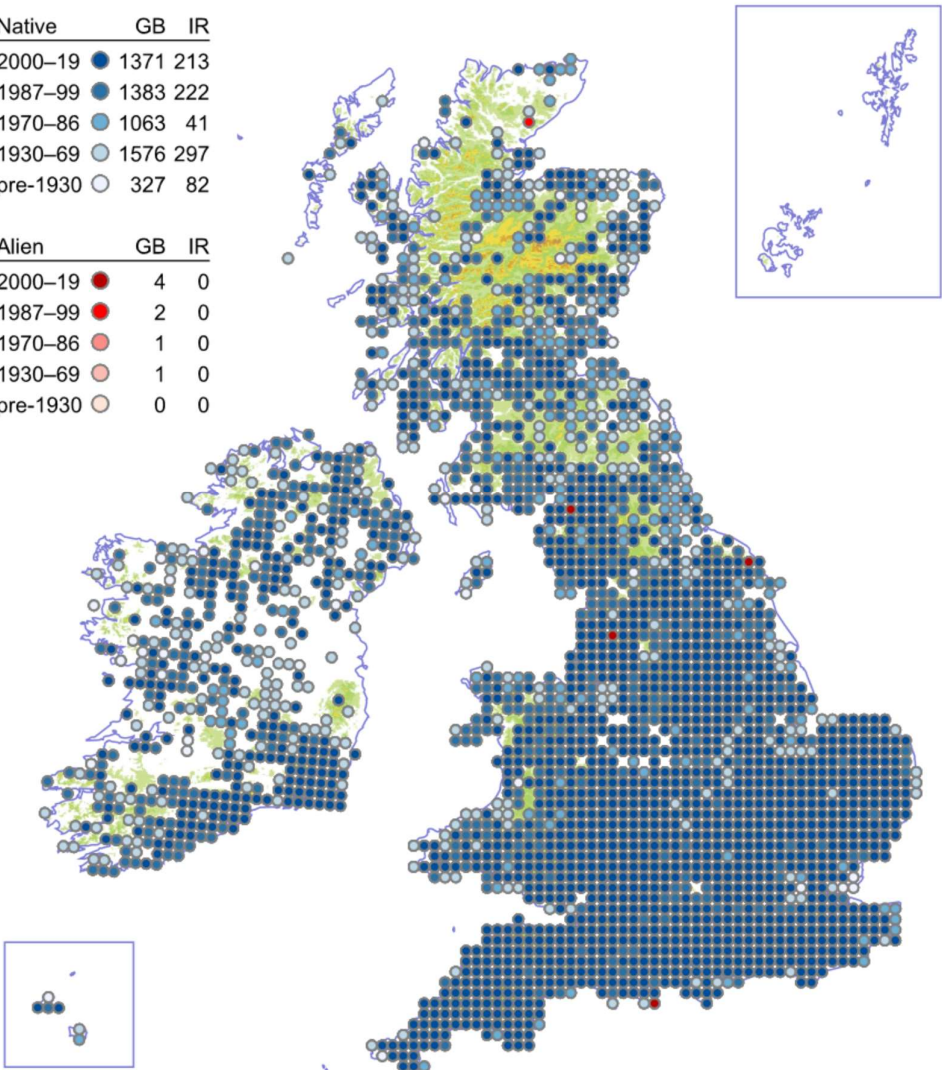 Native GB IR
2000–19 1371 213
1987–99 1383 222
1970–86 1063 41
1930–69 1576 297
pre-1930 327 82
Alien GB IR
2000–19 4 0
1987–99 2 0
1970–86 1 0
1930–69 1 0
pre-1930 0 0